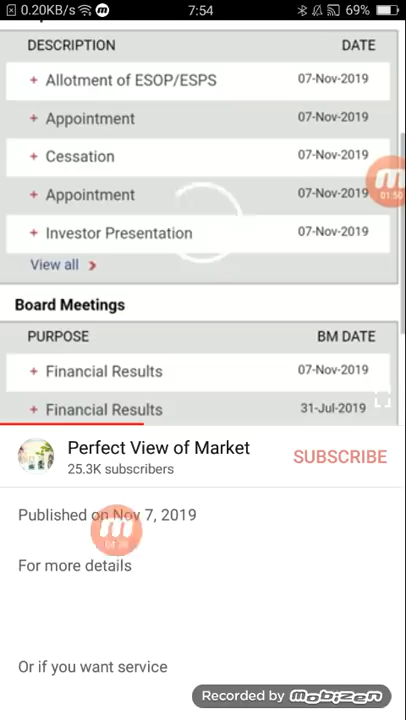 0.20KB/s
7:54
69%
DESCRIPTION DATE
+ Allotment of ESOP/ESPS 07-Nov-2019
+ Appointment 07-Nov-2019
+ Cessation 07-Nov-2019
+ Appointment 07-Nov-2019
01:50
+ Investor Presentation 07-Nov-2019
View all
Board Meetings
PURPOSE BM DATE
+ Financial Results 07-Nov-2019
+ Financial Results 31-Jul-2019
Perfect View of Market
25.3K subscribers
SUBSCRIBE
Published on Nov 7, 2019
For more details
Or if you want service
Recorded by mobizen